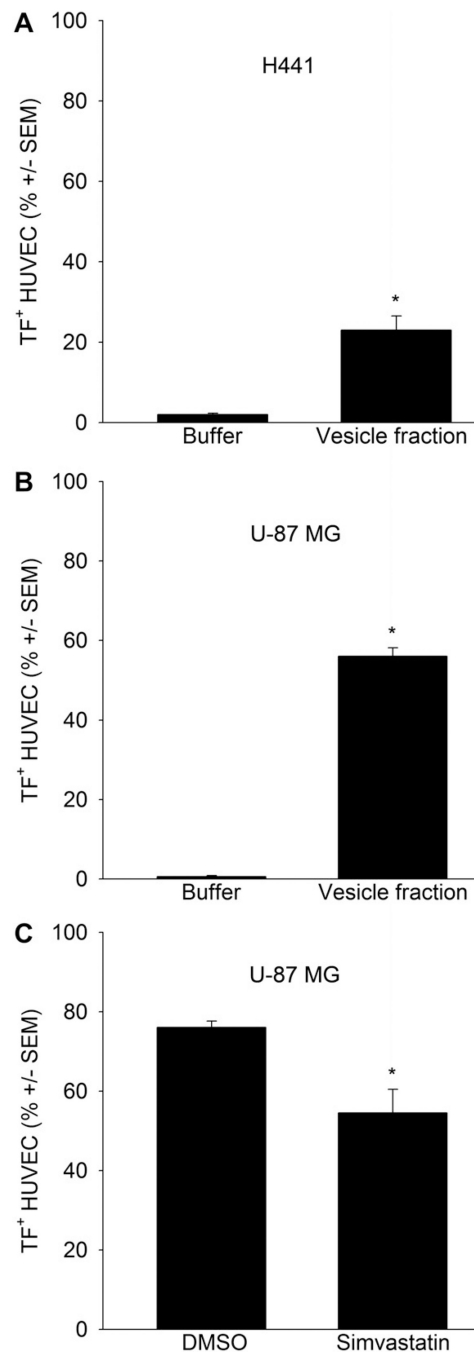 A
H441
TF⁺ HUVEC (% +/- SEM)
100
80
60
40
20
0
*
Buffer
Vesicle fraction
B
U-87 MG
TF⁺ HUVEC (% +/- SEM)
100
80
60
40
20
0
*
Buffer
Vesicle fraction
C
U-87 MG
TF⁺ HUVEC (% +/- SEM)
100
80
60
40
20
0
*
DMSO
Simvastatin